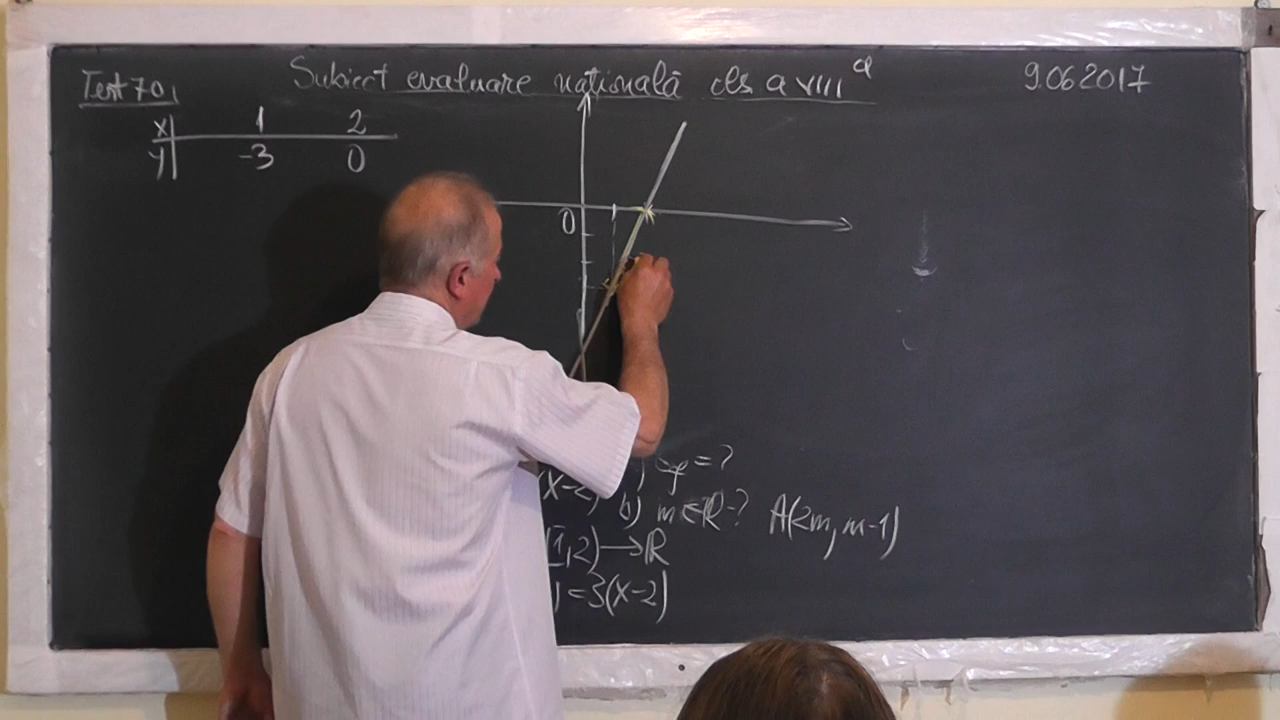 Test 70,
Subiect evaluare națională cls a VIIIª
9.06.2017
x 1 2
y -3 0
0
(x-2) =?
b) m∈R-? A(2m, m-1)
[1,2)→R
)=3(x-2)